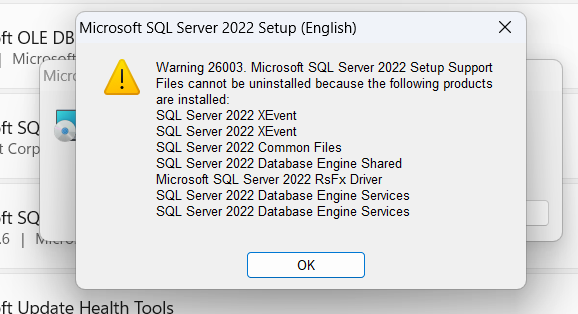 Microsoft SQL Server 2022 Setup (English)
ft OLE DB
Microsoft
Micro
Warning 26003. Microsoft SQL Server 2022 Setup Support
Files cannot be uninstalled because the following products
are installed:
SQL Server 2022 XEvent
SQL Server 2022 XEvent
SQL Server 2022 Common Files
SQL Server 2022 Database Engine Shared
Microsoft SQL Server 2022 RsFx Driver
SQL Server 2022 Database Engine Services
SQL Server 2022 Database Engine Services
ft SQ
t Corp
ft SQ
.6 |
OK
ft Update Health Tools